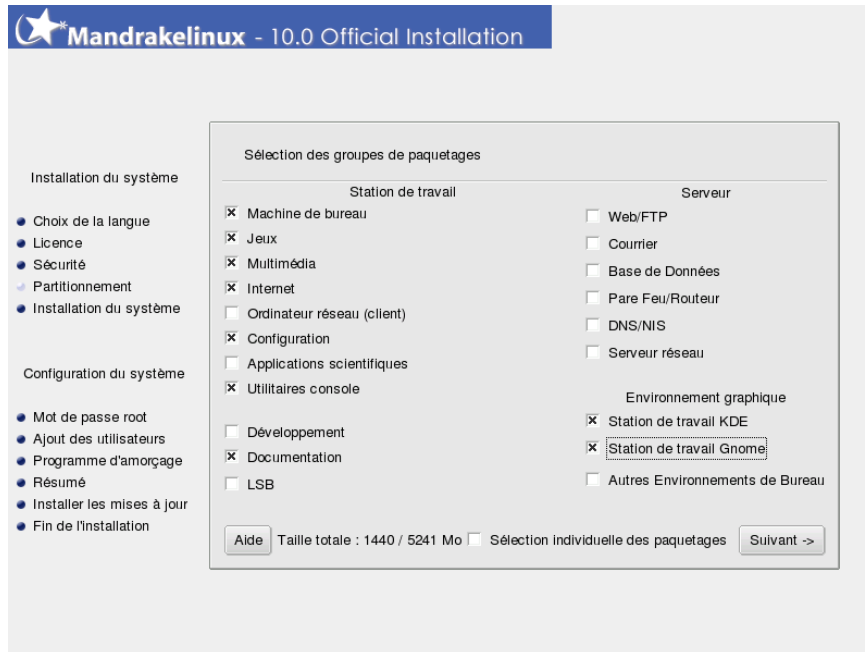 Mandrakelinux - 10.0 Official Installation
Installation du système
Choix de la langue
Licence
Sécurité
Partitionnement
Installation du système
Configuration du système
Mot de passe root
Ajout des utilisateurs
Programme d'amorçage
Résumé
Installer les mises à jour
Fin de l'installation
Sélection des groupes de paquetages
Station de travail
Machine de bureau
Jeux
Multimédia
Internet
Ordinateur réseau (client)
Configuration
Applications scientifiques
Utilitaires console
Développement
Documentation
LSB
Serveur
Web/FTP
Courrier
Base de Données
Pare Feu/Routeur
DNS/NIS
Serveur réseau
Environnement graphique
Station de travail KDE
Station de travail Gnome
Autres Environnements de Bureau
Aide Taille totale : 1440 / 5241 Mo Sélection individuelle des paquetages Suivant ->